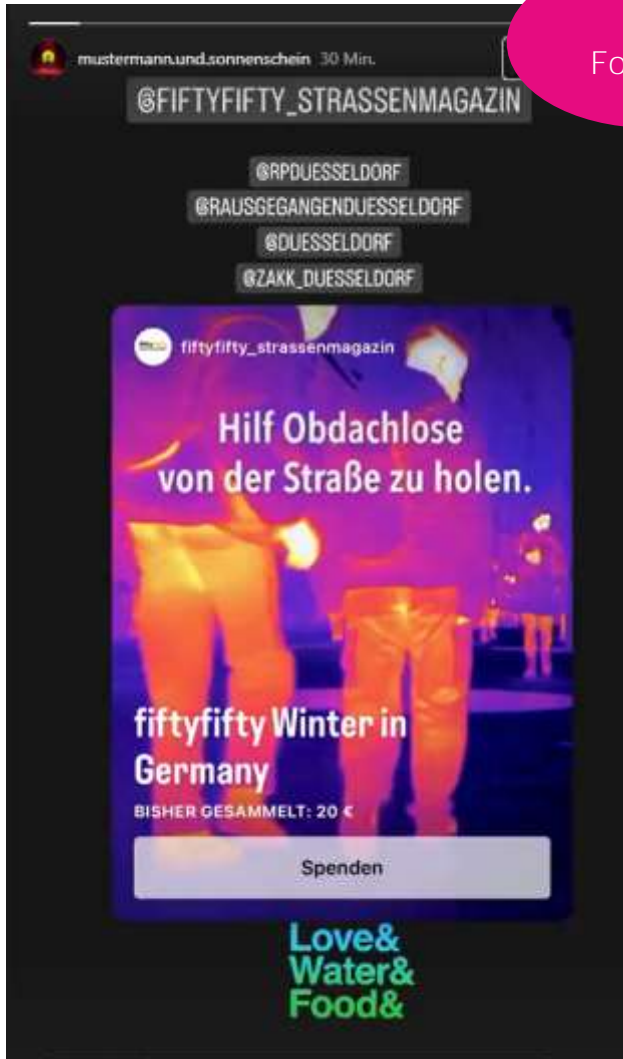 Fo
mustermann.und.sonnenschein 30 Min.
@FIFTYFIFTY_STRASSENMAGAZIN
@RPDUESSELDORF
@RAUSGEGANGENDUESSELDORF
@DUESSELDORF
@ZAKK_DUESSELDORF
fiftyfifty_strassenmagazin
Hilf Obdachlose
von der Straße zu holen.
fiftyfifty Winter in
Germany
BISHER GESAMMELT: 20 €
Spenden
Love&
Water&
Food&